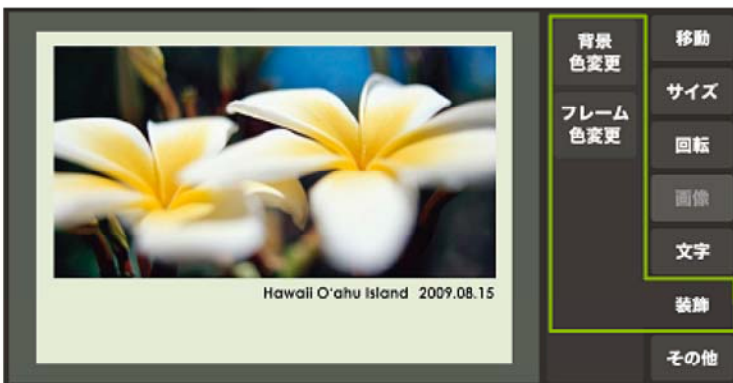 Hawaii O'ahu Island 2009.08.15
背景
色変更
フレーム
色変更
移動
サイズ
回転
画像
文字
装飾
その他